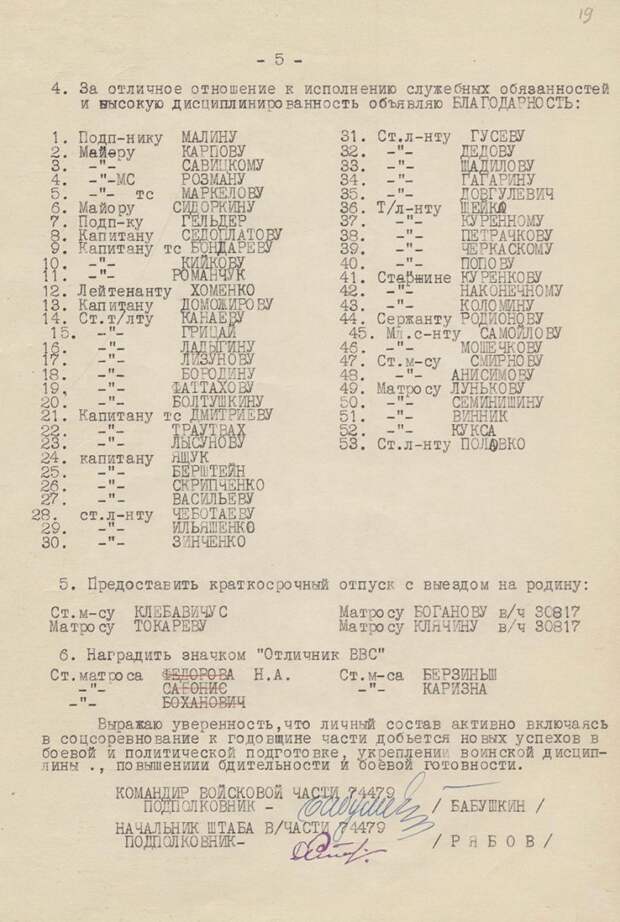 19
- 5 -
4. За отличное отношение к исполнению служебных обязанностей
и высокую дисциплинированность объявляю БЛАГОДАРНОСТЬ:
1. Подп-нику МАЛИНУ
2. Майору КАРПОВУ
3. -"- САВИЦКОМУ
4. -"-МС РОЗМАНУ
5. -"- тс МАРКЕЛОВУ
6. Майору СИДОРКИНУ
7. Подп-ку ГЕЛЬДЕР
8. Капитану СЕДОПЛАТОВУ
9. Капитану тс БОНДАРЕВУ
10. -"- КИЙКОВУ
11. -"- РОМАНЧУК
12. Лейтенанту ХОМЕНКО
13. Капитану ДОМОЖИРОВУ
14. Ст.т/лту КАНАЕВУ
15. -"- ГРИЦАЙ
16. -"- ЛАДЫГИНУ
17. -"- ЛИЗУНОВУ
18. -"- БОРОДИНУ
19, -"- ФАТТАХОВУ
20. -"- БОЛТУШКИНУ
21. Капитану тс ДМИТРИЕВУ
22. -"- ТРАУТВАХ
23. -"- ЛЫСУНОВУ
24. капитану ЯЩУК
25. -"- БЕРШТЕЙН
26. -"- СКРИПЧЕНКО
27. -"- ВАСИЛЬЕВУ
28. ст.л-нту ЧЕБОТАЕВУ
29. -"- ИЛЬЯШЕНКО
30. -"- ЗИНЧЕНКО
31. Ст.л-нту ГУСЕВУ
32. -"- ДЕДОВУ
33. -"- ШАДИЛОВУ
34. -"- ГАГАРИНУ
35. -"- ДОВГУЛЕВИЧ
36. Т/л-нту ШЕЙКО
37. -"- КУРЕННОМУ
38. -"- ПЕТРАЧКОВУ
39. -"- ЧЕРКАСКОМУ
40. -"- ПОПОВУ
41. Старшине КУРЕНКОВУ
42. -"- НАКОНЕЧНОМУ
43. -"- КОЛОМИНУ
44. Сержанту РОДИОНОВУ
45. Мл.с-нту САМОЙЛОВУ
46. -"- МОШЕЧКОВУ
47. Ст.м-су СМИРНОВУ
48. -"- АНИСИМОВУ
49. Матросу ЛУНЬКОВУ
50. -"- СЕМИНИШИНУ
51. -"- ВИННИК
52. -"- КУКСА
53. Ст.л-нту ПОЛОВКО
5. Предоставить краткосрочный отпуск с выездом на родину:
Ст.м-су КЛЕБАВИЧУС Матросу БОГАНОВУ в/ч 30817
Матросу ТОКАРЕВУ Матросу КЛЯЧИНУ в/ч 30817
6. Наградить значком "Отличник ВВС"
Ст.матроса ФЕДОРОВА Н.А. Ст.м-са БЕРЗИНЫШ
-"- САБОНИС -"- КАРИЗНА
-"- БОХАНОВИЧ
Выражаю уверенность,что личный состав активно включаясь
в соцсоревнование к годовщине части добьется новых успехов в
боевой и политической подготовке, укреплении воинской дисцип-
лины ., повышениии бдительности и боевой готовности.
КОМАНДИР ВОЙСКОВОЙ ЧАСТИ 74479
ПОДПОЛКОВНИК - / БАБУШКИН /
НАЧАЛЬНИК ШТАБА В/ЧАСТИ 74479
ПОДПОЛКОВНИК- / Р Я Б О В /